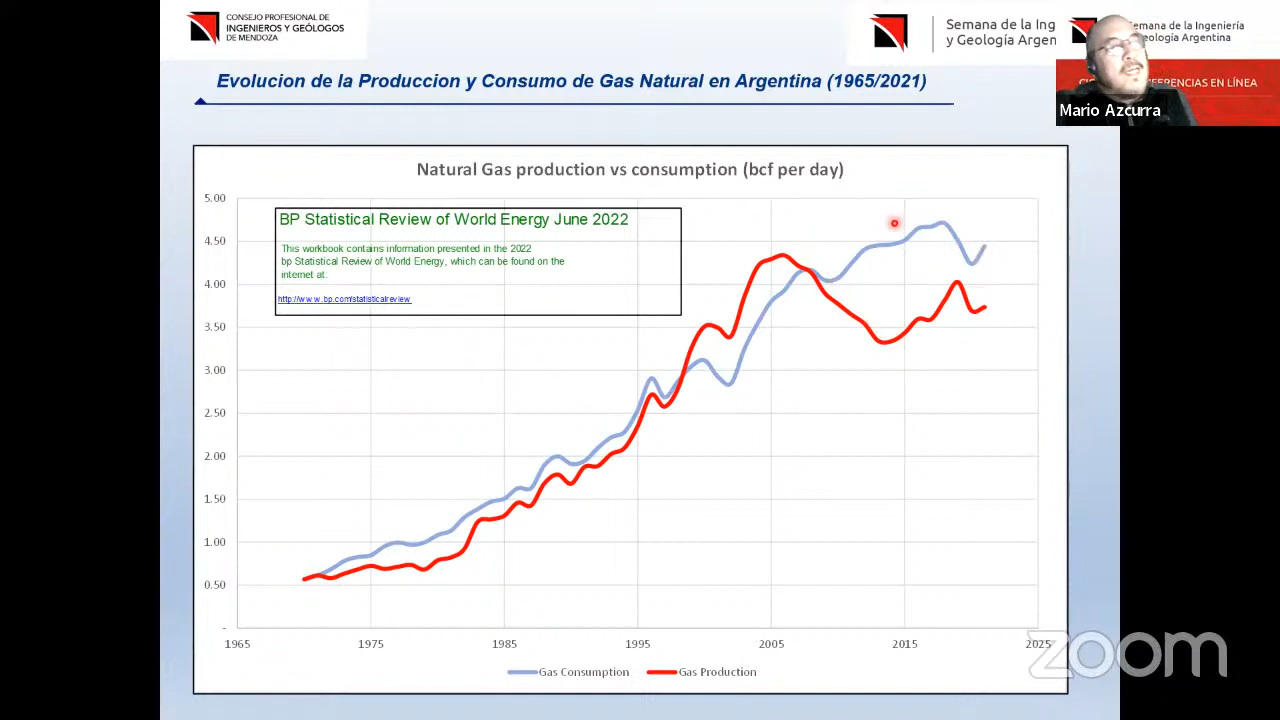 CONSEJO PROFESIONAL DE
INGENIEROS Y GEÓLOGOS
DE MENDOZA
Semana de la Ing
y Geología Argen
Semana de la Ingeniería
eología Argentina
FERENCIAS EN LÍNEA
Mario Azcurra
Evolucion de la Produccion y Consumo de Gas Natural en Argentina (1965/2021)
Natural Gas production vs consumption (bcf per day)
BP Statistical Review of World Energy June 2022
This workbook contains information presented in the 2022
bp Statistical Review of World Energy, which can be found on the
internet at:
http://www.bp.com/statisticalreview
5.00
4.50
4.00
3.50
3.00
2.50
2.00
1.50
1.00
0.50
-
1965 1975 1985 1995 2005 2015 2025
Gas Consumption Gas Production
zoom